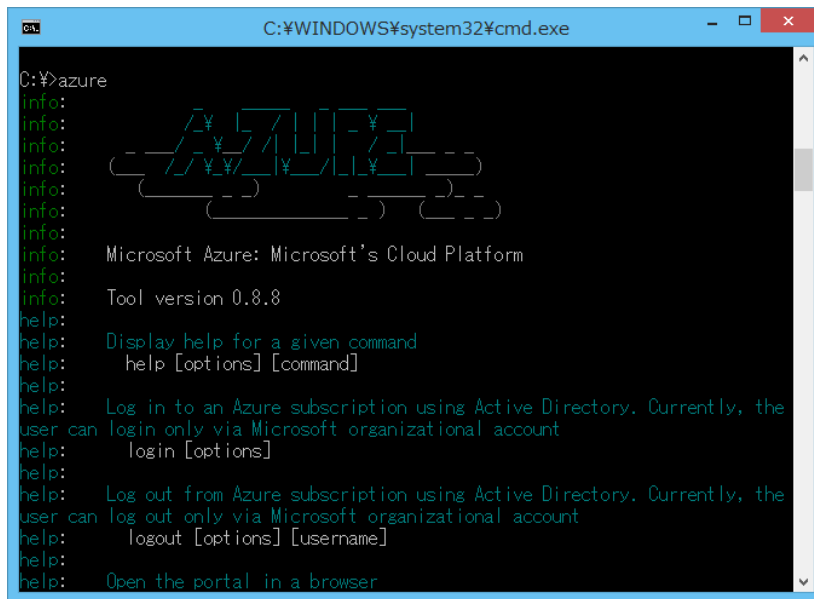 C:¥WINDOWS¥system32¥cmd.exe
C:¥>azure
info:
info:
info:
info:
info:
info:
info:
info:    Microsoft Azure: Microsoft's Cloud Platform
info:
info:    Tool version 0.8.8
help:
help:    Display help for a given command
help:      help [options] [command]
help:
help:    Log in to an Azure subscription using Active Directory. Currently, the
user can login only via Microsoft organizational account
help:      login [options]
help:
help:    Log out from Azure subscription using Active Directory. Currently, the
user can log out only via Microsoft organizational account
help:      logout [options] [username]
help:
help:    Open the portal in a browser